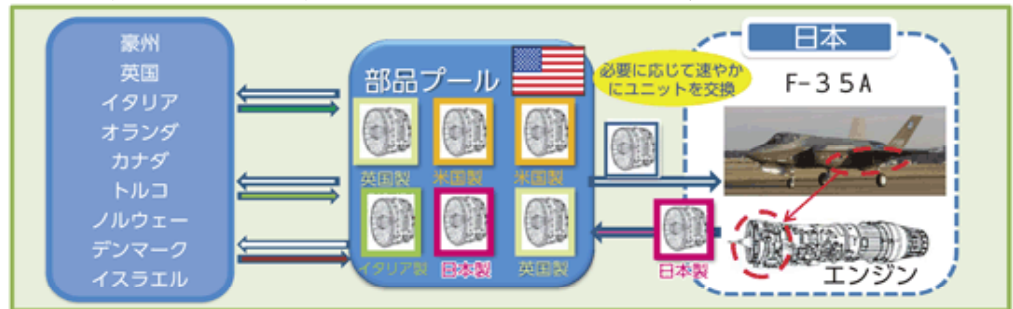 豪州
英国
イタリア
オランダ
カナダ
トルコ
ノルウェー
デンマーク
イスラエル
部品プール
英国製
米国製
米国製
イタリア製
日本製
英国製
必要に応じて速やか
にユニットを交換
日本
F-35A
日本製
エンジン